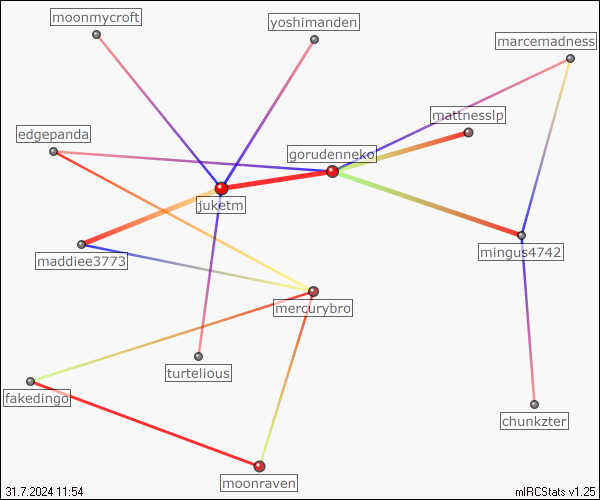 moonmycroft
yoshimanden
marcemadness
mattnesslp
edgepanda
gorudenneko
juketm
mingus4742
maddiee3773
mercurybro
turtelious
fakedingo
chunkzter
moonraven
31.7.2024 11:54
mIRCStats v1.25